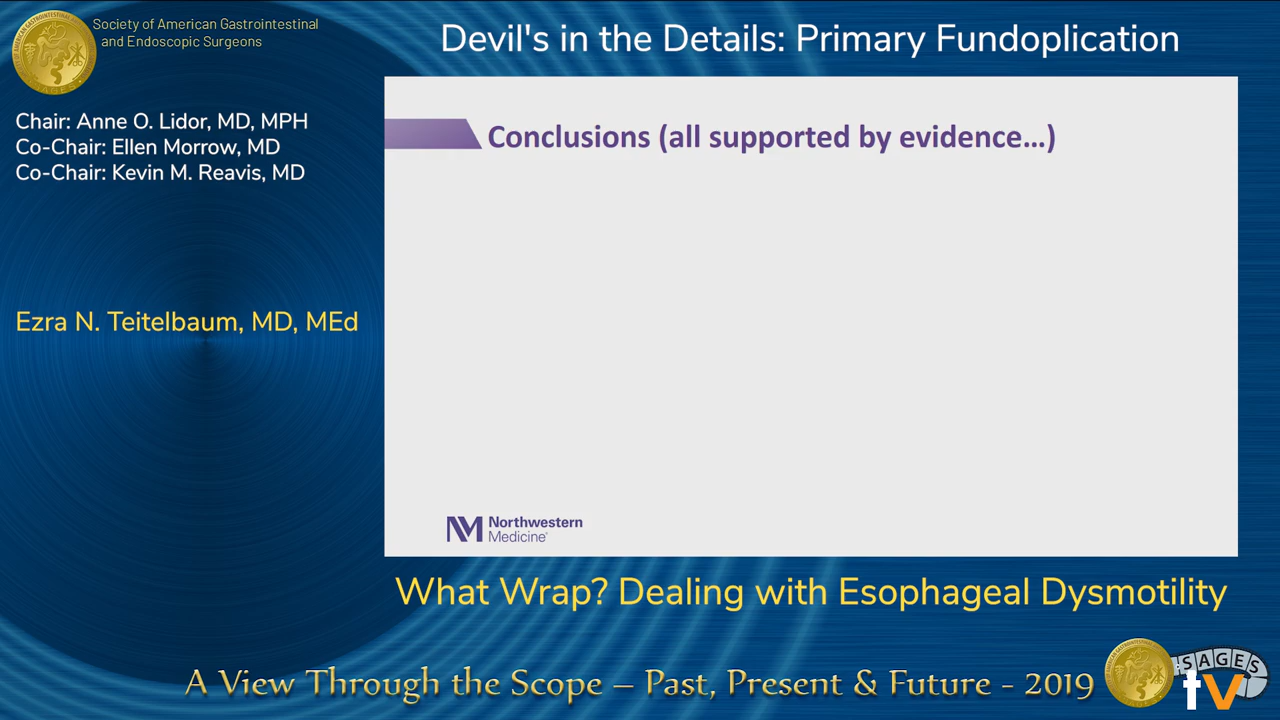 Society of American Gastrointestinal
and Endoscopic Surgeons
Devil's in the Details: Primary Fundoplication
Chair: Anne O. Lidor, MD, MPH
Co-Chair: Ellen Morrow, MD
Co-Chair: Kevin M. Reavis, MD
Ezra N. Teitelbaum, MD, MEd
Conclusions (all supported by evidence...)
NM Northwestern
Medicine
What Wrap? Dealing with Esophageal Dysmotility
A View Through the Scope – Past, Present & Future - 2019
SAGES
tv